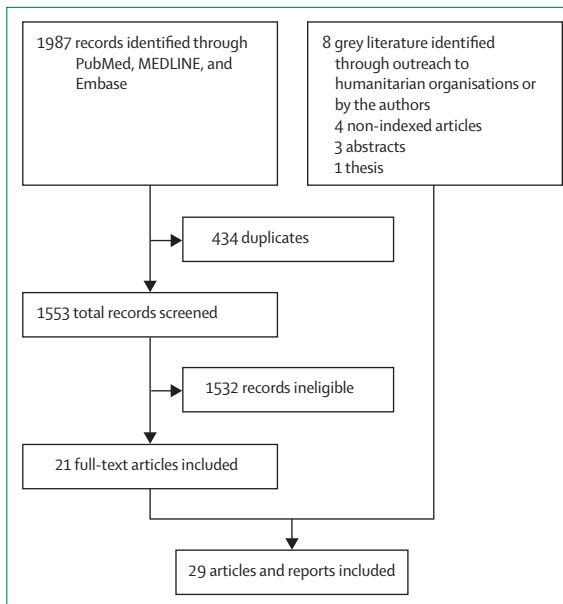 1987 records identified through
PubMed, MEDLINE, and
Embase
8 grey literature identified
through outreach to
humanitarian organisations or
by the authors
4 non-indexed articles
3 abstracts
1 thesis
434 duplicates
1553 total records screened
1532 records ineligible
21 full-text articles included
29 articles and reports included